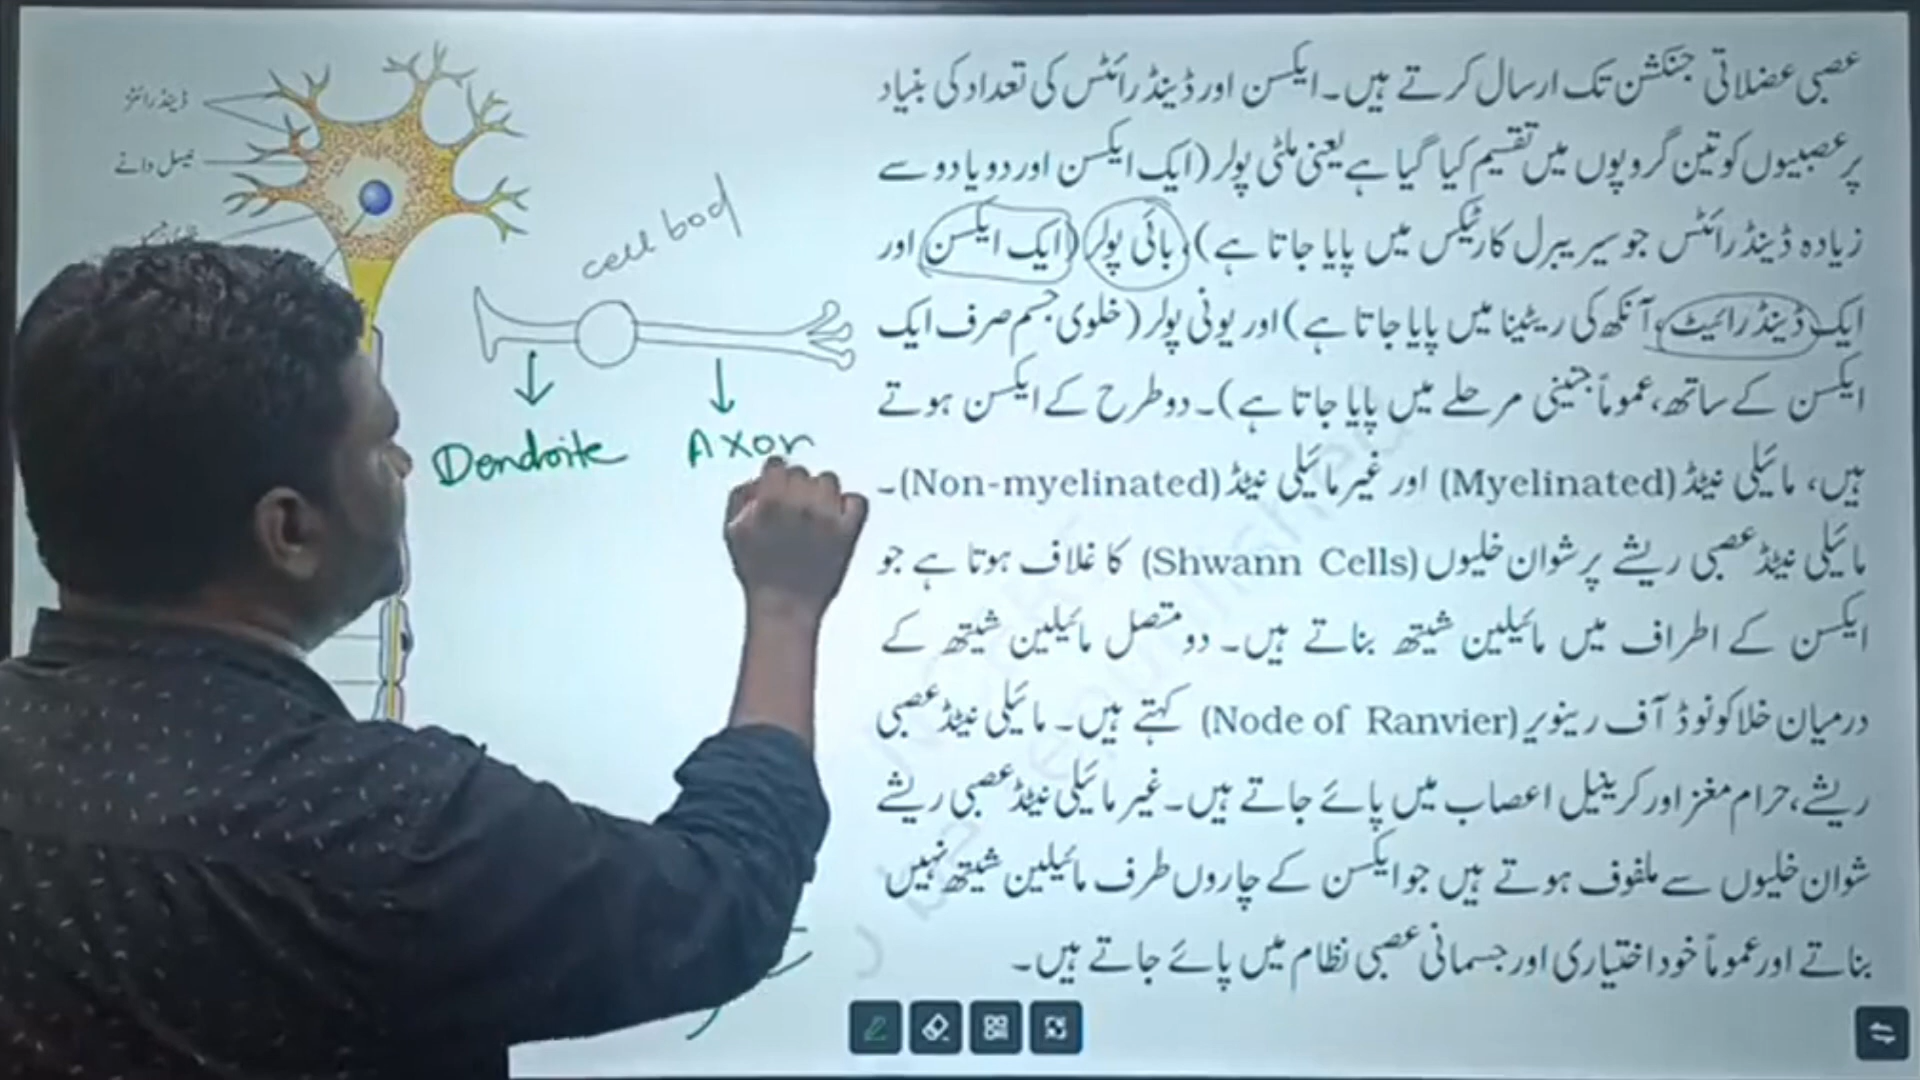 ڈینڈرائٹز
نیسل دانے
cell bod
Dendrite
Axon
عصبی عضلاتی جنکشن تک ارسال کرتے ہیں۔ ایکسن اور ڈینڈرائٹس کی تعداد کی بنیاد
پر عصبیوں کو تین گروپوں میں تقسیم کیا گیا ہے یعنی ملٹی پولر (ایک ایکسن اور دو یا دو سے
زیادہ ڈینڈرائٹس جو سیریبرل کارٹیکس میں پایا جاتا ہے)، بائی پولر (ایک ایکسن اور
ایک ڈینڈرائیٹ، آنکھ کی ریٹینا میں پایا جاتا ہے) اور یونی پولر (خلوی جسم صرف ایک
ایکسن کے ساتھ، عموماً جنینی مرحلے میں پایا جاتا ہے)۔ دو طرح کے ایکسن ہوتے
ہیں، مائیلی نیٹڈ (Myelinated) اور غیر مائیلی نیٹڈ (Non-myelinated)۔
مائیلی نیٹڈ عصبی ریشے پر شوان خلیوں (Shwann Cells) کا غلاف ہوتا ہے جو
ایکسن کے اطراف میں مائیلین شیتھ بناتے ہیں۔ دو متصل مائیلین شیتھ کے
درمیان خلا کو نوڈ آف رینویر (Node of Ranvier) کہتے ہیں۔ مائیلی نیٹڈ عصبی
ریشے، حرام مغز اور کرینیل اعصاب میں پائے جاتے ہیں۔ غیر مائیلی نیٹڈ عصبی ریشے
شوان خلیوں سے ملفوف ہوتے ہیں جو ایکسن کے چاروں طرف مائیلین شیتھ نہیں
بناتے اور عموماً خود اختیاری اور جسمانی عصبی نظام میں پائے جاتے ہیں۔